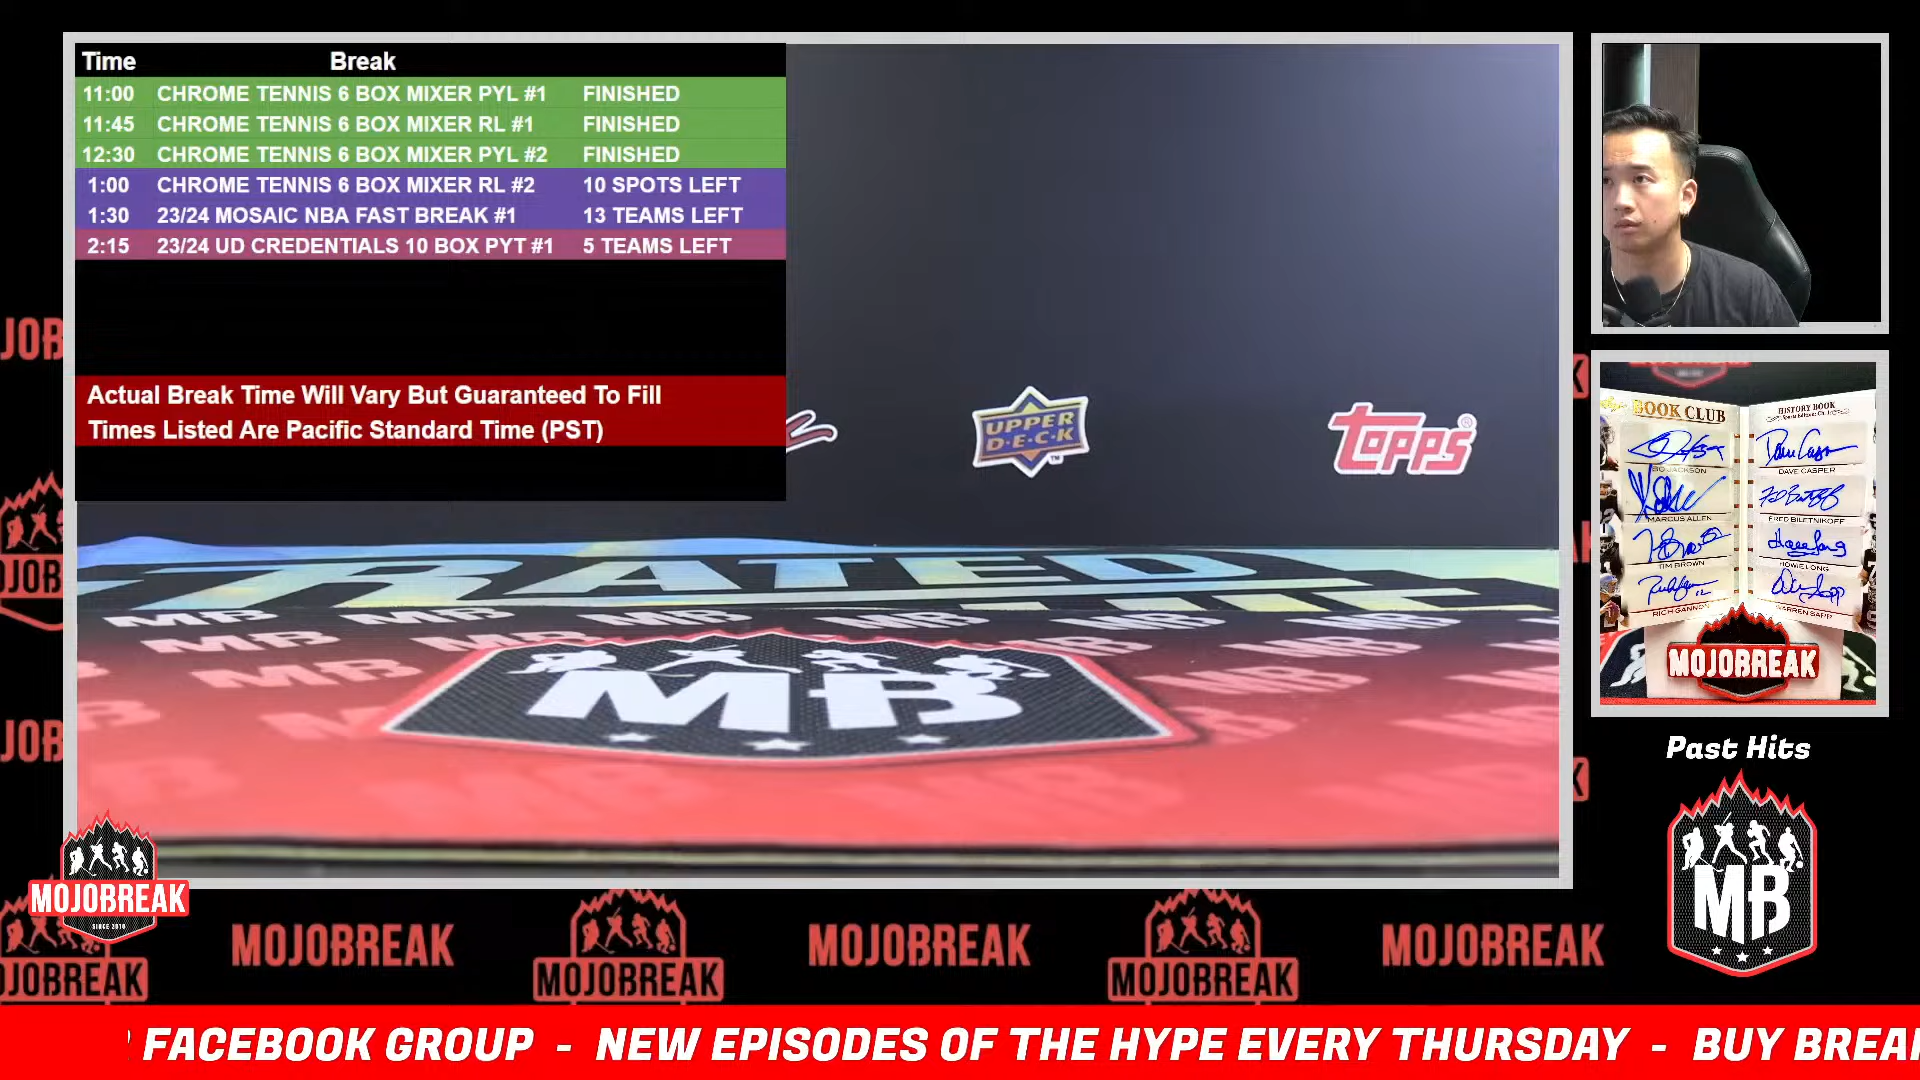 Time Break
11:00 CHROME TENNIS 6 BOX MIXER PYL #1 FINISHED
11:45 CHROME TENNIS 6 BOX MIXER RL #1 FINISHED
12:30 CHROME TENNIS 6 BOX MIXER PYL #2 FINISHED
1:00 CHROME TENNIS 6 BOX MIXER RL #2 10 SPOTS LEFT
1:30 23/24 MOSAIC NBA FAST BREAK #1 13 TEAMS LEFT
2:15 23/24 UD CREDENTIALS 10 BOX PYT #1 5 TEAMS LEFT
Actual Break Time Will Vary But Guaranteed To Fill
Times Listed Are Pacific Standard Time (PST)
UPPER
D·E·C·K
TM
TOPPS
RATED
MB
BOOK CLUB
HISTORY BOOK
BO JACKSON
DAVE CASPER
MARCUS ALLEN
FRED BILETNIKOFF
TIM BROWN
HOWIE LONG
RICH GANNON
WARREN SAPP
MOJOBREAK
Past Hits
MB
MOJOBREAK
SINCE 2010
MOJOBREAK
MOJOBREAK
MOJOBREAK
MOJOBREAK
MOJOBREAK
FACEBOOK GROUP - NEW EPISODES OF THE HYPE EVERY THURSDAY - BUY BREA